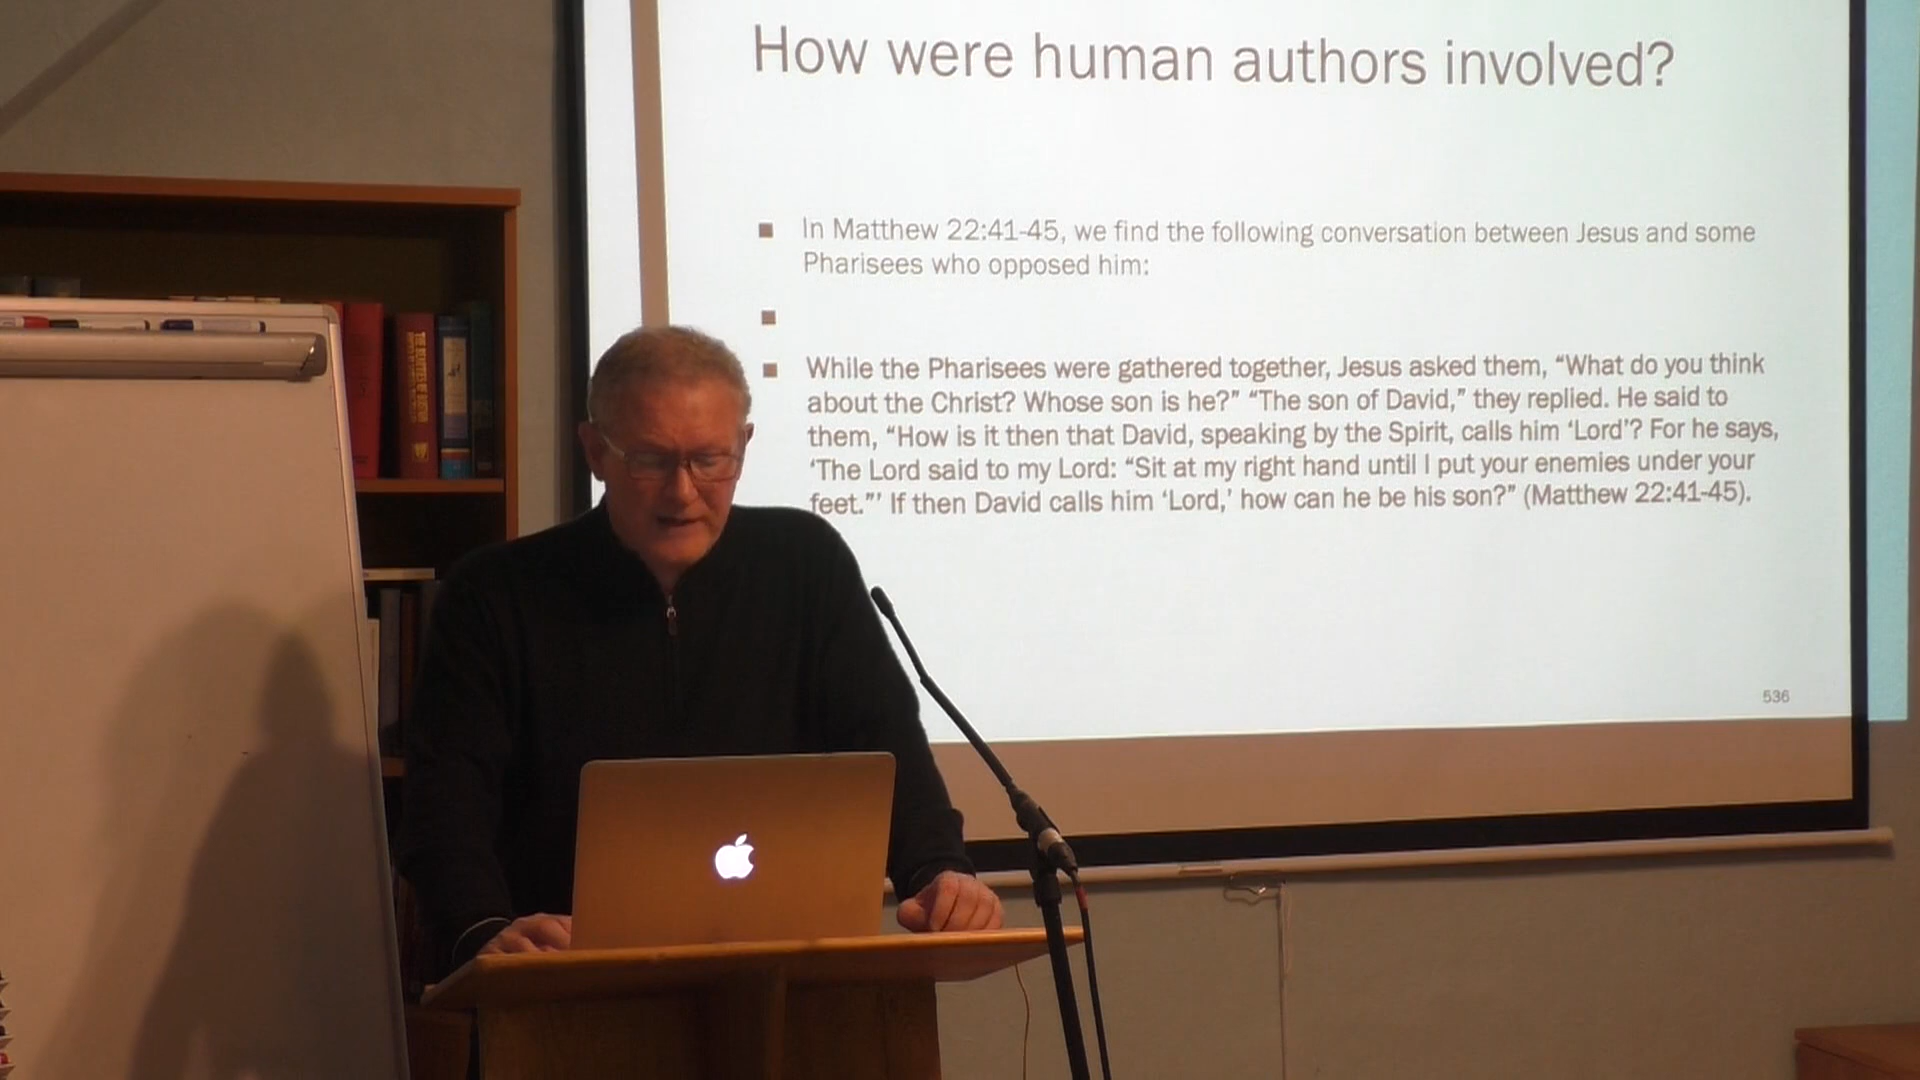 How were human authors involved?
In Matthew 22:41-45, we find the following conversation between Jesus and some
Pharisees who opposed him:
While the Pharisees were gathered together, Jesus asked them, “What do you think
about the Christ? Whose son is he?” “The son of David,” they replied. He said to
them, “How is it then that David, speaking by the Spirit, calls him ‘Lord’? For he says,
‘The Lord said to my Lord: “Sit at my right hand until I put your enemies under your
feet.”’ If then David calls him ‘Lord,’ how can he be his son?” (Matthew 22:41-45).
536